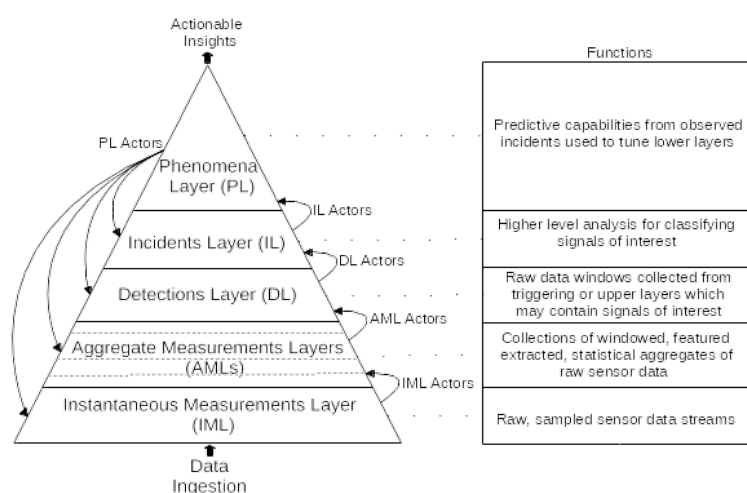 Actionable
Insights
PL Actors
Phenomena
Layer (PL)
IL Actors
Incidents Layer (IL)
DL Actors
Detections Layer (DL)
AML Actors
Aggregate Measurements Layers
(AMLs)
IML Actors
Instantaneous Measurements Layer
(IML)
Data
Ingestion
Functions
Predictive capabilities from observed
incidents used to tune lower layers
Higher level analysis for classifying
signals of interest
Raw data windows collected from
triggering or upper layers which
may contain signals of interest
Collections of windowed, featured
extracted, statistical aggregates of
raw sensor data
Raw, sampled sensor data streams